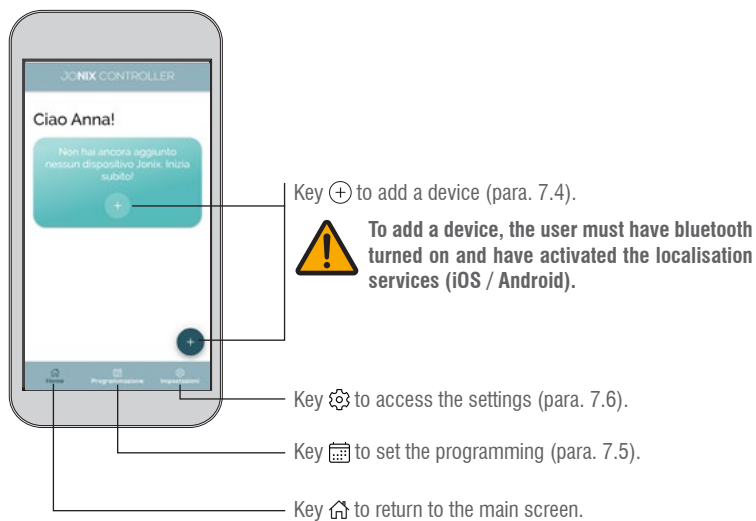 JONIX CONTROLLER
Ciao Anna!
Non hai ancora aggiunto
nessun dispositivo Jonix. Inizia
subito!
Key + to add a device (para. 7.4).
To add a device, the user must have bluetooth
turned on and have activated the localisation
services (iOS / Android).
Home Programmazione Impostazioni
Key to access the settings (para. 7.6).
Key to set the programming (para. 7.5).
Key to return to the main screen.